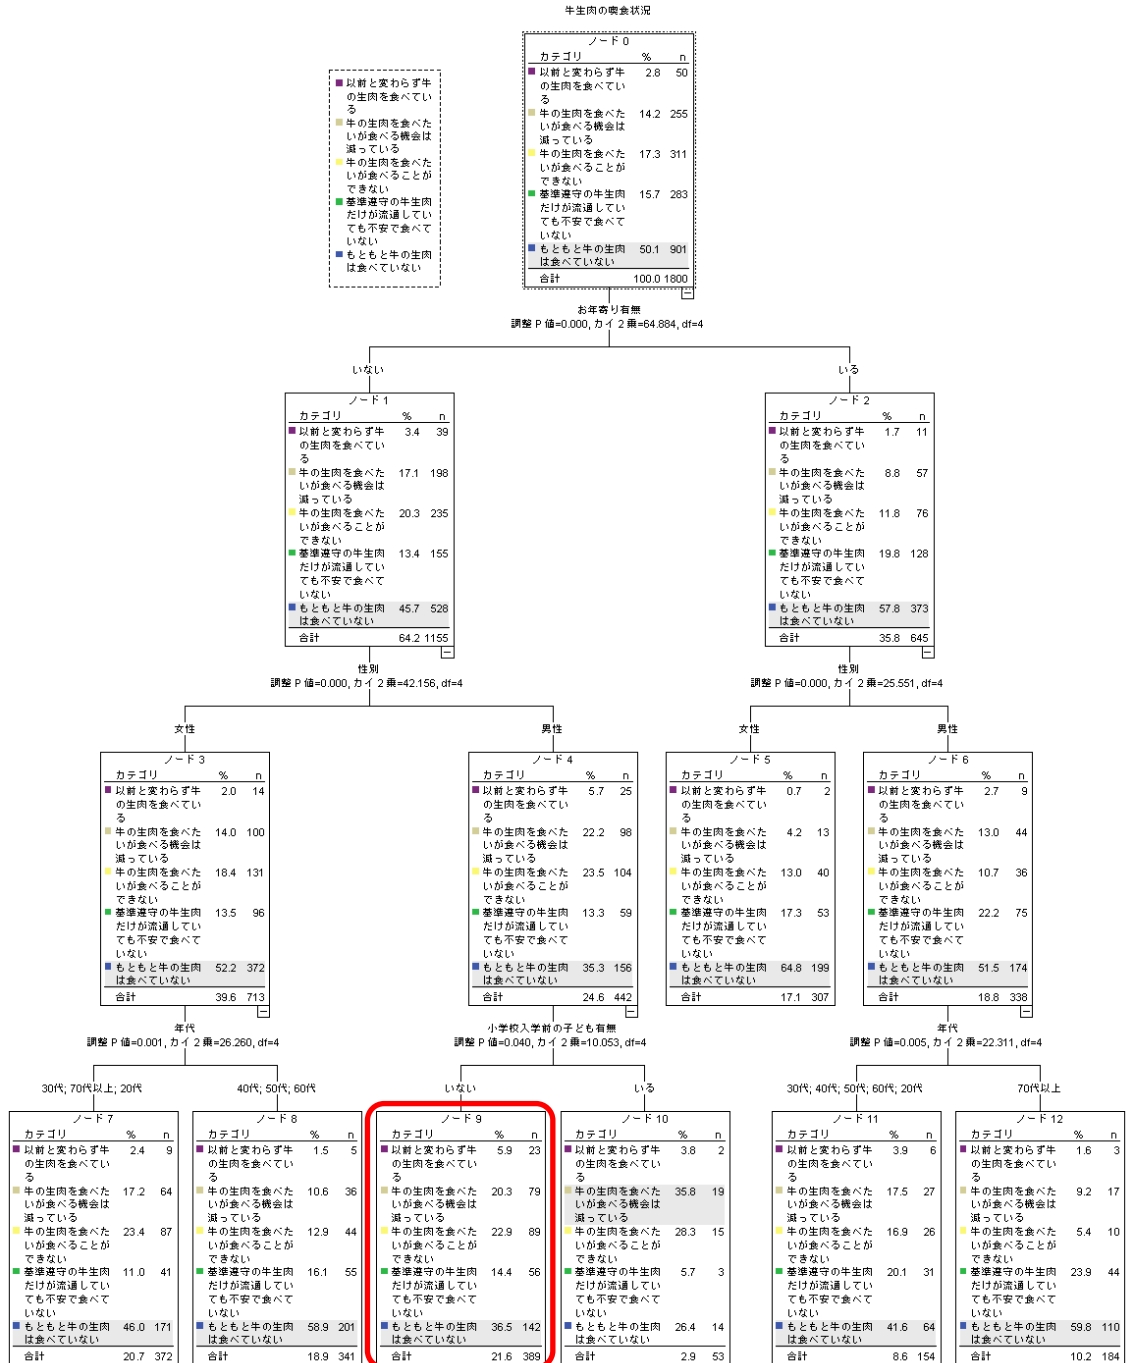 牛生肉の喫食状況
以前と変わらず牛
の生肉を食べてい
る
牛の生肉を食べた
いが食べる機会は
減っている
牛の生肉を食べた
いが食べることが
できない
基準遵守の牛生肉
だけが流通してい
ても不安で食べて
いない
もともと牛の生肉
は食べていない
ノード 0
カテゴリ % n
以前と変わらず牛 2.8 50
の生肉を食べてい
る
牛の生肉を食べた 14.2 255
いが食べる機会は
減っている
牛の生肉を食べた 17.3 311
いが食べることが
できない
基準遵守の牛生肉 15.7 283
だけが流通してい
ても不安で食べて
いない
もともと牛の生肉 50.1 901
は食べていない
合計 100.0 1800
お年寄り有無
調整 P 値=0.000, カイ 2 乗=64.884, df=4
いない
いる
ノード 1
カテゴリ % n
以前と変わらず牛 3.4 39
の生肉を食べてい
る
牛の生肉を食べた 17.1 198
いが食べる機会は
減っている
牛の生肉を食べた 20.3 235
いが食べることが
できない
基準遵守の牛生肉 13.4 155
だけが流通してい
ても不安で食べて
いない
もともと牛の生肉 45.7 528
は食べていない
合計 64.2 1155
ノード 2
カテゴリ % n
以前と変わらず牛 1.7 11
の生肉を食べてい
る
牛の生肉を食べた 8.8 57
いが食べる機会は
減っている
牛の生肉を食べた 11.8 76
いが食べることが
できない
基準遵守の牛生肉 19.8 128
だけが流通してい
ても不安で食べて
いない
もともと牛の生肉 57.8 373
は食べていない
合計 35.8 645
性別
調整 P 値=0.000, カイ 2 乗=42.156, df=4
性別
調整 P 値=0.000, カイ 2 乗=25.551, df=4
女性
男性
女性
男性
ノード 3
カテゴリ % n
以前と変わらず牛 2.0 14
の生肉を食べてい
る
牛の生肉を食べた 14.0 100
いが食べる機会は
減っている
牛の生肉を食べた 18.4 131
いが食べることが
できない
基準遵守の牛生肉 13.5 96
だけが流通してい
ても不安で食べて
いない
もともと牛の生肉 52.2 372
は食べていない
合計 39.6 713
ノード 4
カテゴリ % n
以前と変わらず牛 5.7 25
の生肉を食べてい
る
牛の生肉を食べた 22.2 98
いが食べる機会は
減っている
牛の生肉を食べた 23.5 104
いが食べることが
できない
基準遵守の牛生肉 13.3 59
だけが流通してい
ても不安で食べて
いない
もともと牛の生肉 35.3 156
は食べていない
合計 24.6 442
ノード 5
カテゴリ % n
以前と変わらず牛 0.7 2
の生肉を食べてい
る
牛の生肉を食べた 4.2 13
いが食べる機会は
減っている
牛の生肉を食べた 13.0 40
いが食べることが
できない
基準遵守の牛生肉 17.3 53
だけが流通してい
ても不安で食べて
いない
もともと牛の生肉 64.8 199
は食べていない
合計 17.1 307
ノード 6
カテゴリ % n
以前と変わらず牛 2.7 9
の生肉を食べてい
る
牛の生肉を食べた 13.0 44
いが食べる機会は
減っている
牛の生肉を食べた 10.7 36
いが食べることが
できない
基準遵守の牛生肉 22.2 75
だけが流通してい
ても不安で食べて
いない
もともと牛の生肉 51.5 174
は食べていない
合計 18.8 338
年代
調整 P 値=0.001, カイ 2 乗=26.260, df=4
小学校入学前の子ども有無
調整 P 値=0.040, カイ 2 乗=10.053, df=4
年代
調整 P 値=0.005, カイ 2 乗=22.311, df=4
30代; 70代以上; 20代
40代; 50代; 60代
いない
いる
30代; 40代; 50代; 60代; 20代
70代以上
ノード 7
カテゴリ % n
以前と変わらず牛 2.4 9
の生肉を食べてい
る
牛の生肉を食べた 17.2 64
いが食べる機会は
減っている
牛の生肉を食べた 23.4 87
いが食べることが
できない
基準遵守の牛生肉 11.0 41
だけが流通してい
ても不安で食べて
いない
もともと牛の生肉 46.0 171
は食べていない
合計 20.7 372
ノード 8
カテゴリ % n
以前と変わらず牛 1.5 5
の生肉を食べてい
る
牛の生肉を食べた 10.6 36
いが食べる機会は
減っている
牛の生肉を食べた 12.9 44
いが食べることが
できない
基準遵守の牛生肉 16.1 55
だけが流通してい
ても不安で食べて
いない
もともと牛の生肉 58.9 201
は食べていない
合計 18.9 341
ノード 9
カテゴリ % n
以前と変わらず牛 5.9 23
の生肉を食べてい
る
牛の生肉を食べた 20.3 79
いが食べる機会は
減っている
牛の生肉を食べた 22.9 89
いが食べることが
できない
基準遵守の牛生肉 14.4 56
だけが流通してい
ても不安で食べて
いない
もともと牛の生肉 36.5 142
は食べていない
合計 21.6 389
ノード 10
カテゴリ % n
以前と変わらず牛 3.8 2
の生肉を食べてい
る
牛の生肉を食べた 35.8 19
いが食べる機会は
減っている
牛の生肉を食べた 28.3 15
いが食べることが
できない
基準遵守の牛生肉 5.7 3
だけが流通してい
ても不安で食べて
いない
もともと牛の生肉 26.4 14
は食べていない
合計 2.9 53
ノード 11
カテゴリ % n
以前と変わらず牛 3.9 6
の生肉を食べてい
る
牛の生肉を食べた 17.5 27
いが食べる機会は
減っている
牛の生肉を食べた 16.9 26
いが食べることが
できない
基準遵守の牛生肉 20.1 31
だけが流通してい
ても不安で食べて
いない
もともと牛の生肉 41.6 64
は食べていない
合計 8.6 154
ノード 12
カテゴリ % n
以前と変わらず牛 1.6 3
の生肉を食べてい
る
牛の生肉を食べた 9.2 17
いが食べる機会は
減っている
牛の生肉を食べた 5.4 10
いが食べることが
できない
基準遵守の牛生肉 23.9 44
だけが流通してい
ても不安で食べて
いない
もともと牛の生肉 59.8 110
は食べていない
合計 10.2 184